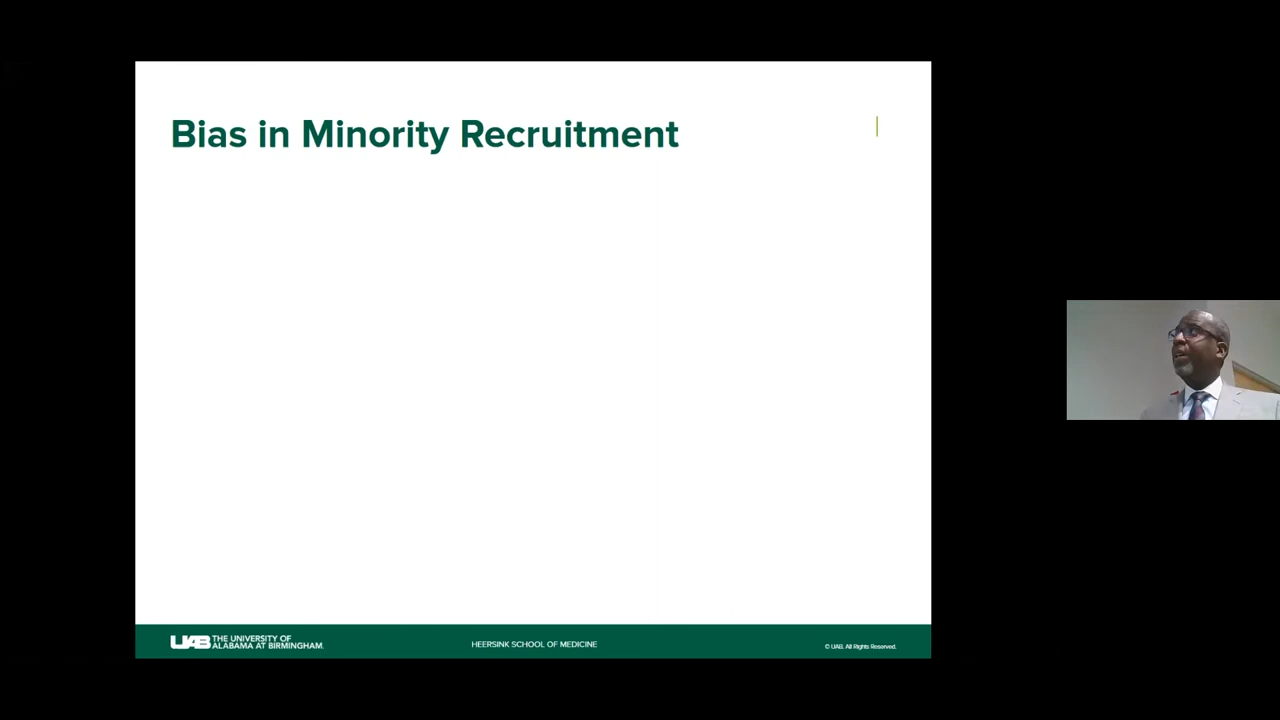 Bias in Minority Recruitment
UAB THE UNIVERSITY OF
ALABAMA AT BIRMINGHAM.
HEERSINK SCHOOL OF MEDICINE
© UAB. All Rights Reserved.